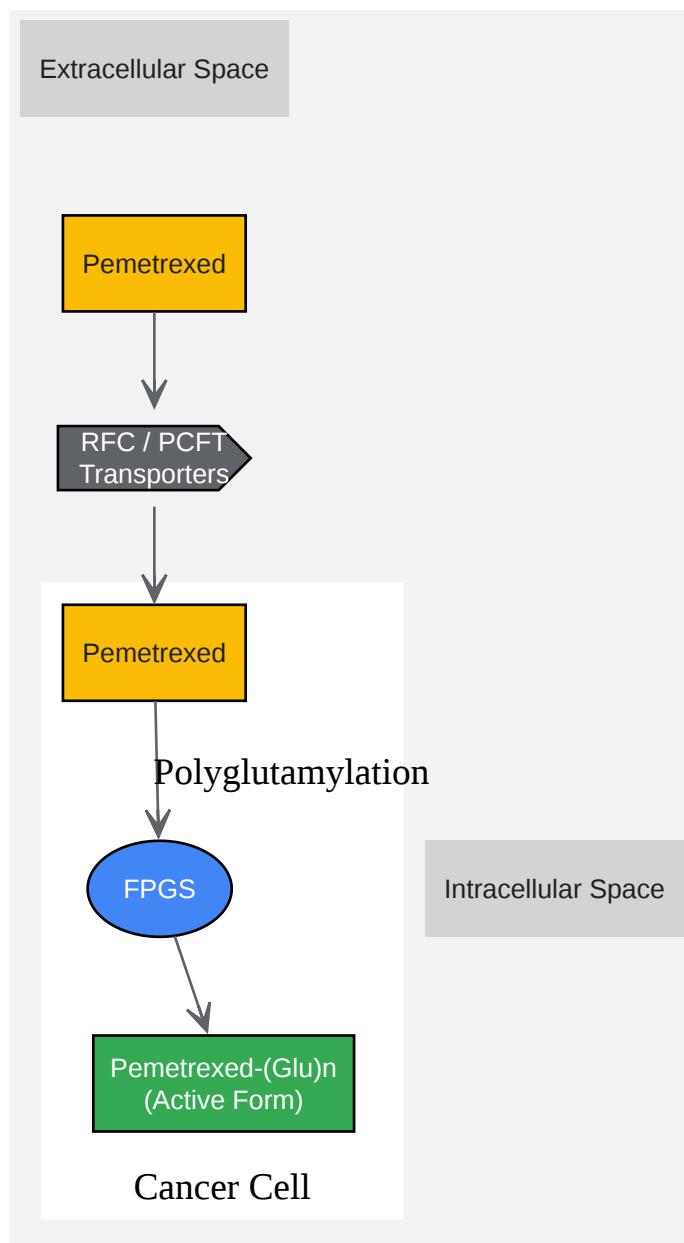 Extracellular Space
Pemetrexed
RFC / PCFT
Transporters
Pemetrexed
Polyglutamylation
FPGS
Intracellular Space
Pemetrexed-(Glu)n
(Active Form)
Cancer Cell